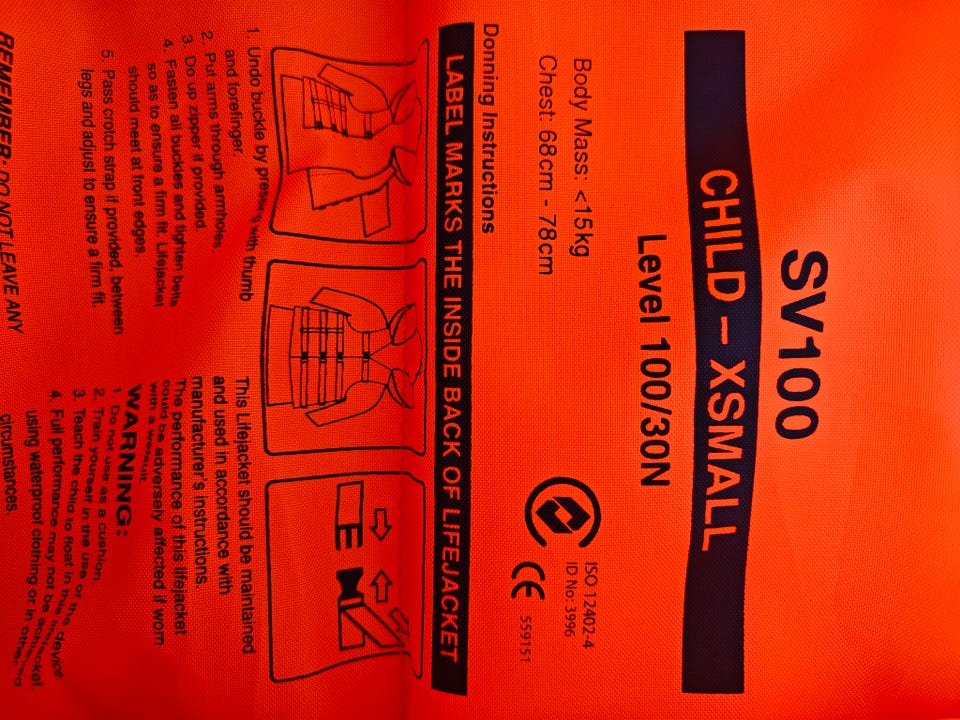 SV100
CHILD – XSMALL
Level 100/30N
Body Mass: <15kg
Chest: 68cm - 78cm
ISO 12402-4
ID No: 3996
CE
559151
LABEL MARKS THE INSIDE BACK OF LIFEJACKET
Donning Instructions
1. Undo buckle by pressing with thumb
and forefinger.
2. Put arms through armholes.
3. Do up zipper if provided
4. Fasten all buckles and tighten belts
so as to ensure a firm fit. Lifejacket
should meet at front edges.
5. Pass crotch strap if provided, between
legs and adjust to ensure a firm fit.
REMEMBER: DO NOT LEAVE ANY
This Lifejacket should be maintained
and used in accordance with
manufacturer's instructions.
The performance of this lifejacket
could be adversely affected if worn
with a wetsuit
WARNING:
1. Do not use as a cushion.
2. Train yourself in the use of the device
3. Teach the child to float in this lifejacket.
4. Full performance may not be achieved
using waterproof clothing or in other
circumstances.